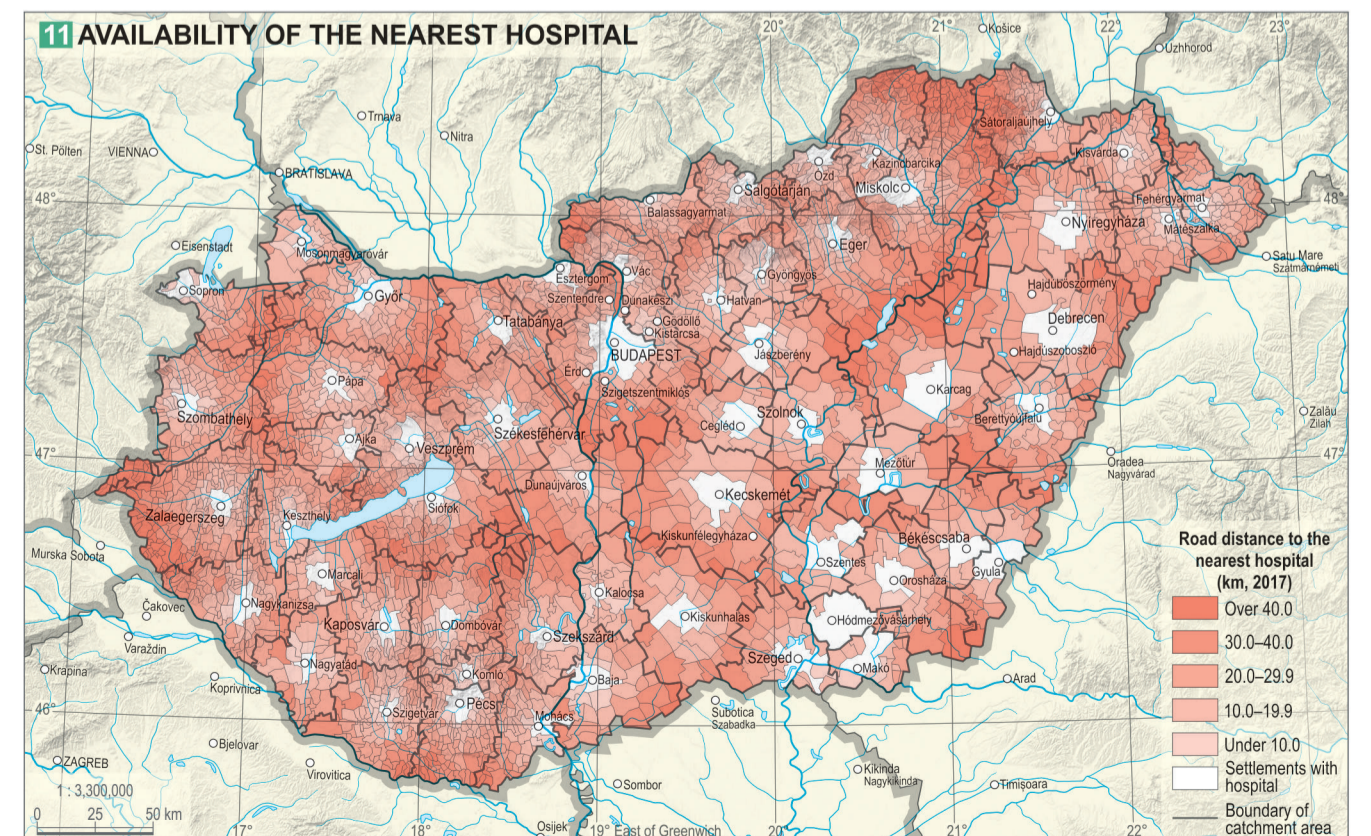 11 AVAILABILITY OF THE NEAREST HOSPITAL
20°
21°
22°
23°
Košice
Uzhhorod
Trnava
Nitra
St. Pölten
VIENNA
BRATISLAVA
Sátoraljaújhely
Kisvárda
Kazincbarcika
Ózd
Salgótarján
Miskolc
48°
48°
Balassagyarmat
Fehérgyarmat
Nyíregyháza
Mátészalka
Eisenstadt
Mosonmagyaróvár
Eger
Satu Mare
Szatmárnémeti
Esztergom
Vác
Gyöngyös
Sopron
Győr
Hajdúböszörmény
Szentendre
Dunakeszi
Hatvan
Tatabánya
Gödöllő
Kistarcsa
Debrecen
BUDAPEST
Jászberény
Hajdúszoboszló
Érd
Pápa
Szigetszentmiklós
Karcag
Szombathely
Szolnok
Zalău
Zilah
Berettyóújfalu
Cegléd
Székesfehérvár
Ajka
Veszprém
47°
47°
Mezőtúr
Oradea
Nagyvárad
Dunaújváros
Kecskemét
Siófok
Zalaegerszeg
Keszthely
Kiskunfélegyháza
Békéscsaba
Murska Sobota
Szentes
Gyula
Marcali
Orosháza
Kalocsa
Čakovec
Nagykanizsa
Kaposvár
Dombóvár
Kiskunhalas
Hódmezővásárhely
Varaždin
Szekszárd
Szeged
Nagyatád
Makó
Krapina
Komló
Baja
Arad
Koprivnica
Szigetvár
Pécs
46°
46°
Mohács
Subotica
Szabadka
Bjelovar
ZAGREB
Virovitica
Kikinda
Nagykikinda
Sombor
Timişoara
1 : 3,300,000
0 25 50 km
17°
18°
Osijek
19°
East of Greenwich
20°
21°
22°
Road distance to the
nearest hospital
(km, 2017)
Over 40.0
30.0–40.0
20.0–29.9
10.0–19.9
Under 10.0
Settlements with
hospital
Boundary of
catchment area